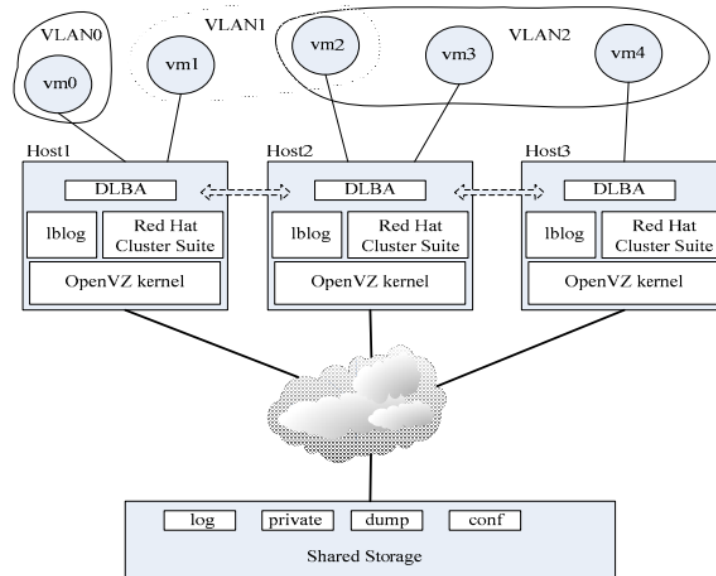 VLAN0
VLAN1
VLAN2
vm0
vm1
vm2
vm3
vm4
Host1
Host2
Host3
DLBA
DLBA
DLBA
lblog
Red Hat
Cluster Suite
lblog
Red Hat
Cluster Suite
lblog
Red Hat
Cluster Suite
OpenVZ kernel
OpenVZ kernel
OpenVZ kernel
log
private
dump
conf
Shared Storage